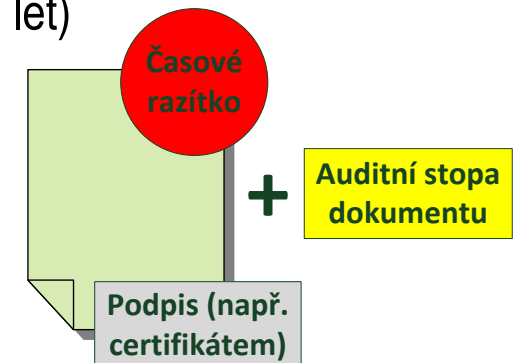 let)
Časové
razítko
+
Auditní stopa
dokumentu
Podpis (např.
certifikátem)